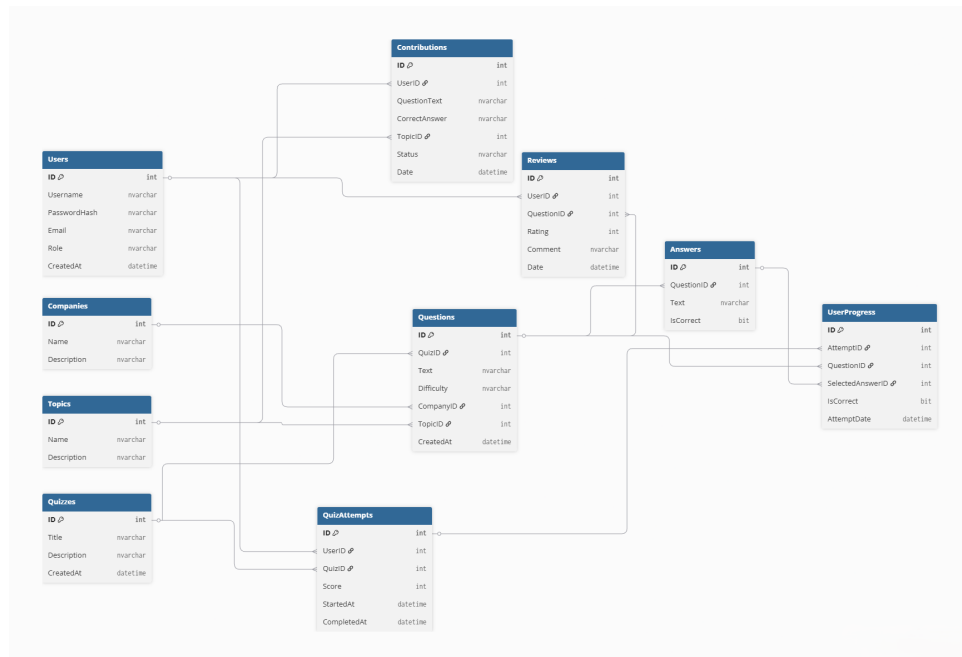 Contributions
ID int
UserID int
QuestionText nvarchar
CorrectAnswer nvarchar
TopicID int
Status nvarchar
Date datetime
Users
ID int
Username nvarchar
PasswordHash nvarchar
Email nvarchar
Role nvarchar
CreatedAt datetime
Reviews
ID int
UserID int
QuestionID int
Rating int
Comment nvarchar
Date datetime
Answers
ID int
QuestionID int
Text nvarchar
IsCorrect bit
Companies
ID int
Name nvarchar
Description nvarchar
Questions
ID int
QuizID int
Text nvarchar
Difficulty nvarchar
CompanyID int
TopicID int
CreatedAt datetime
UserProgress
ID int
AttemptID int
QuestionID int
SelectedAnswerID int
IsCorrect bit
AttemptDate datetime
Topics
ID int
Name nvarchar
Description nvarchar
Quizzes
ID int
Title nvarchar
Description nvarchar
CreatedAt datetime
QuizAttempts
ID int
UserID int
QuizID int
Score int
StartedAt datetime
CompletedAt datetime